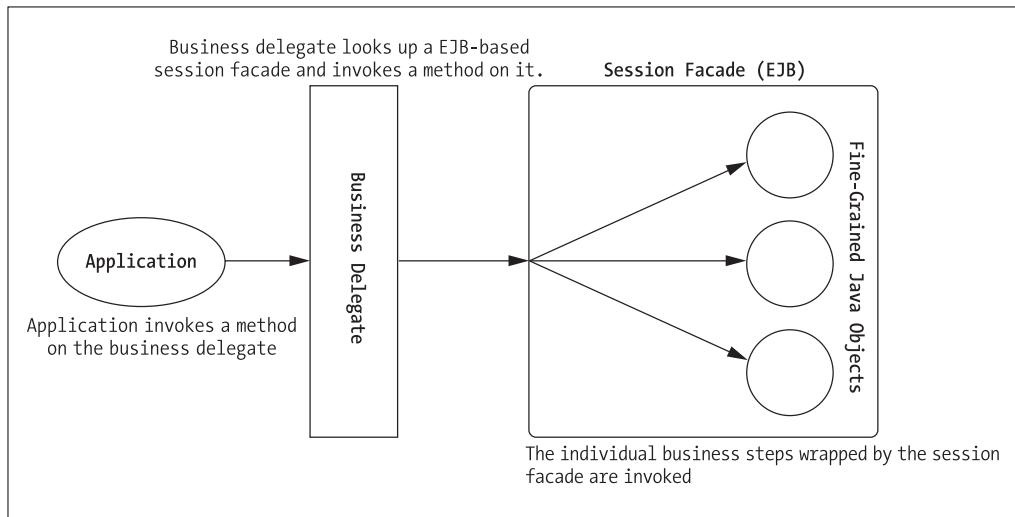 Business delegate looks up a EJB-based
session facade and invokes a method on it.
Session Facade (EJB)
Business Delegate
Fine-Grained Java Objects
Application
Application invokes a method
on the business delegate
The individual business steps wrapped by the session
facade are invoked